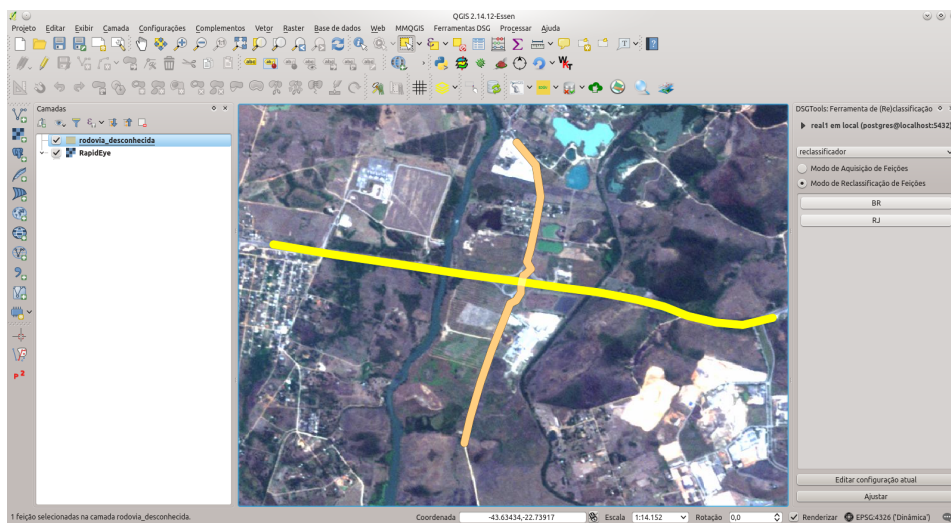 QGIS 2.14.12-Essen
Projeto Editar Exibir Camada Configurações Complementos Vetor Raster Base de dados Web MMQGIS Ferramentas DSG Processar Ajuda
Camadas
rodovia_desconhecida
RapidEye
DSGTools: Ferramenta de (Re)classificação
real1 em local (postgres@localhost:5432)
reclassificador
Modo de Aquisição de Feições
Modo de Reclassificação de Feições
BR
RJ
Editar configuração atual
Ajustar
1 feição selecionadas na camada rodovia_desconhecida.
Coordenada -43.63434,-22.73917 Escala 1:14.152 Rotação 0,0 Renderizar EPSG:4326 ('Dinâmica')